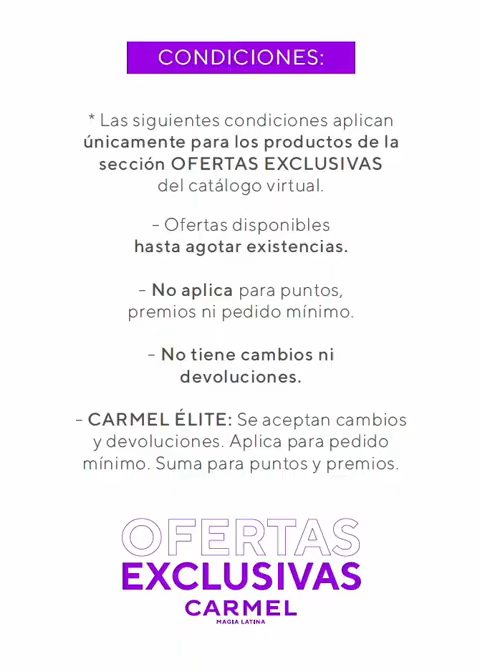 CONDICIONES:
* Las siguientes condiciones aplican
únicamente para los productos de la
sección OFERTAS EXCLUSIVAS
del catálogo virtual.
- Ofertas disponibles
hasta agotar existencias.
- No aplica para puntos,
premios ni pedido mínimo.
- No tiene cambios ni
devoluciones.
- CARMEL ÉLITE: Se aceptan cambios
y devoluciones. Aplica para pedido
mínimo. Suma para puntos y premios.
OFERTAS
EXCLUSIVAS
CARMEL
MAGIA LATINA